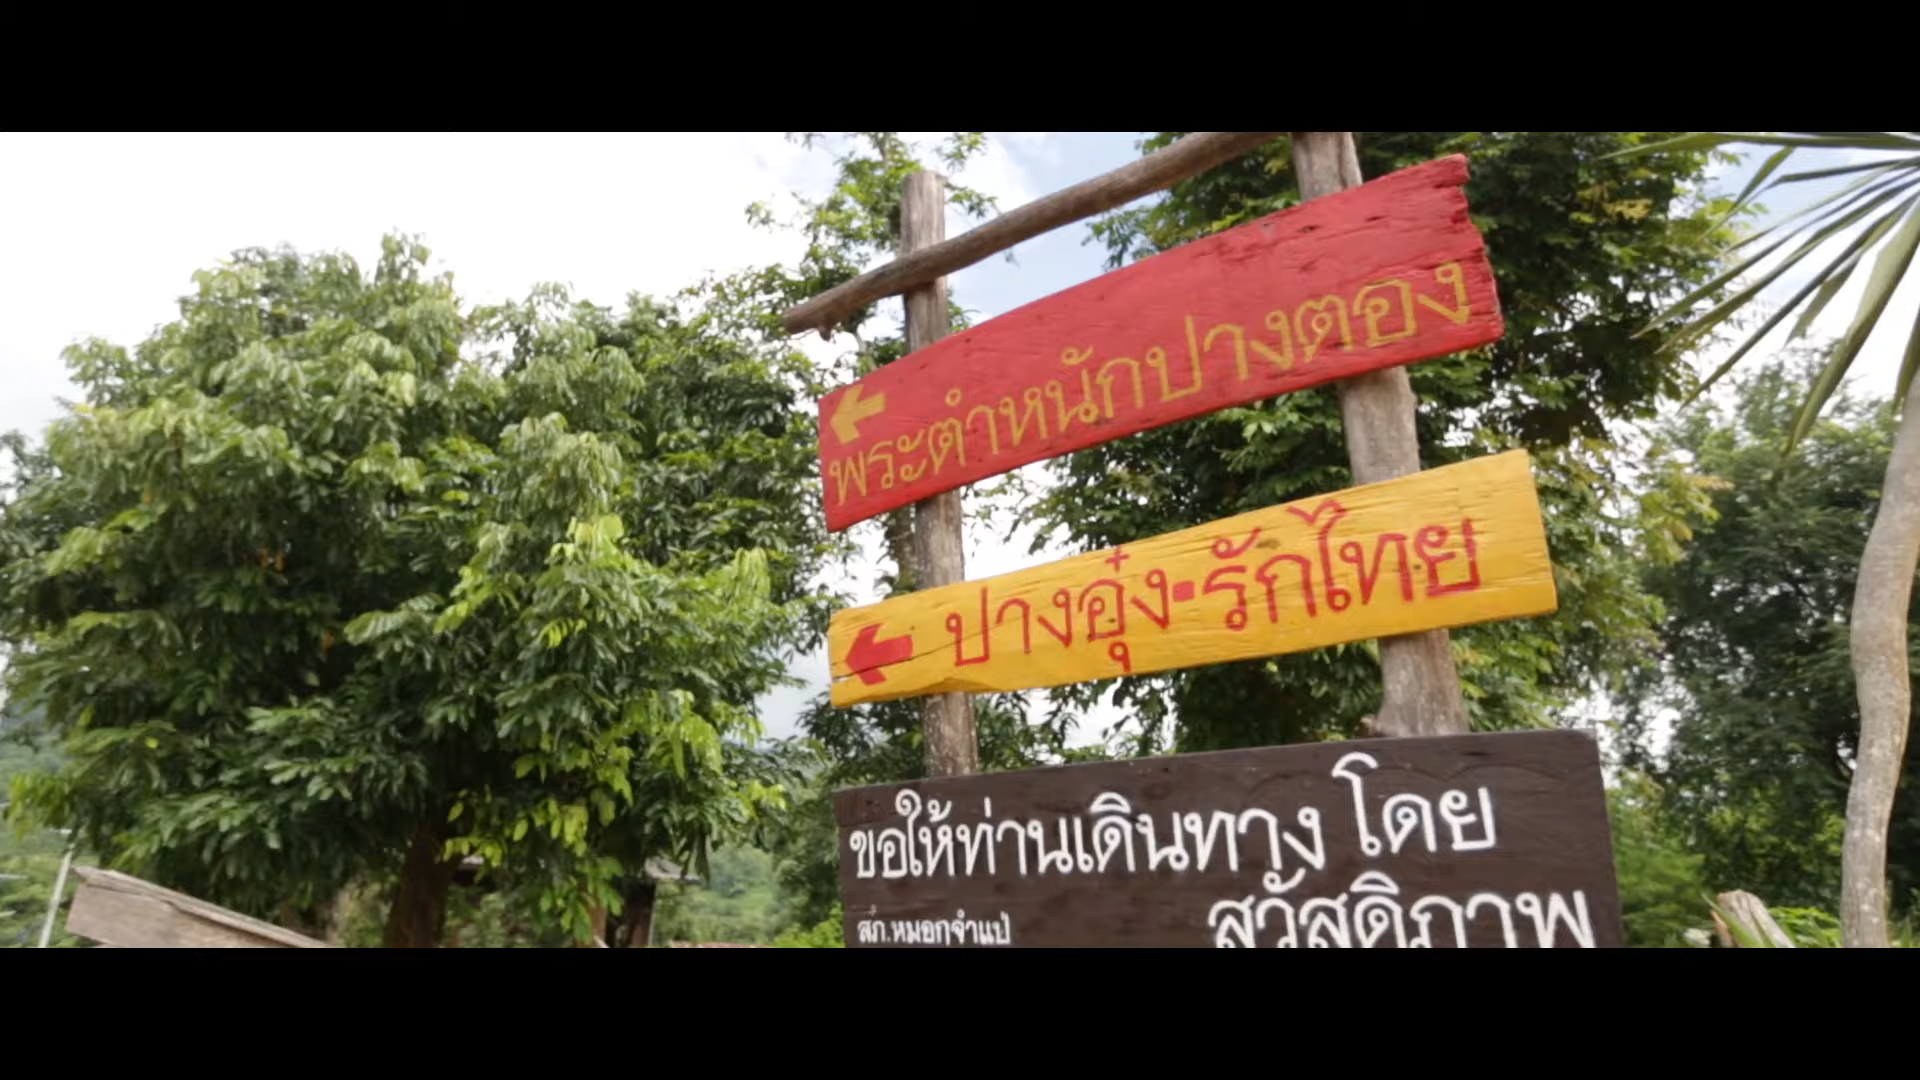 พระตำหนักปางตอง
ปางอุ๋ง-รักไทย
ขอให้ท่านเดินทาง โดย
สวัสดิภาพ
สภ.หมอกจำแป่